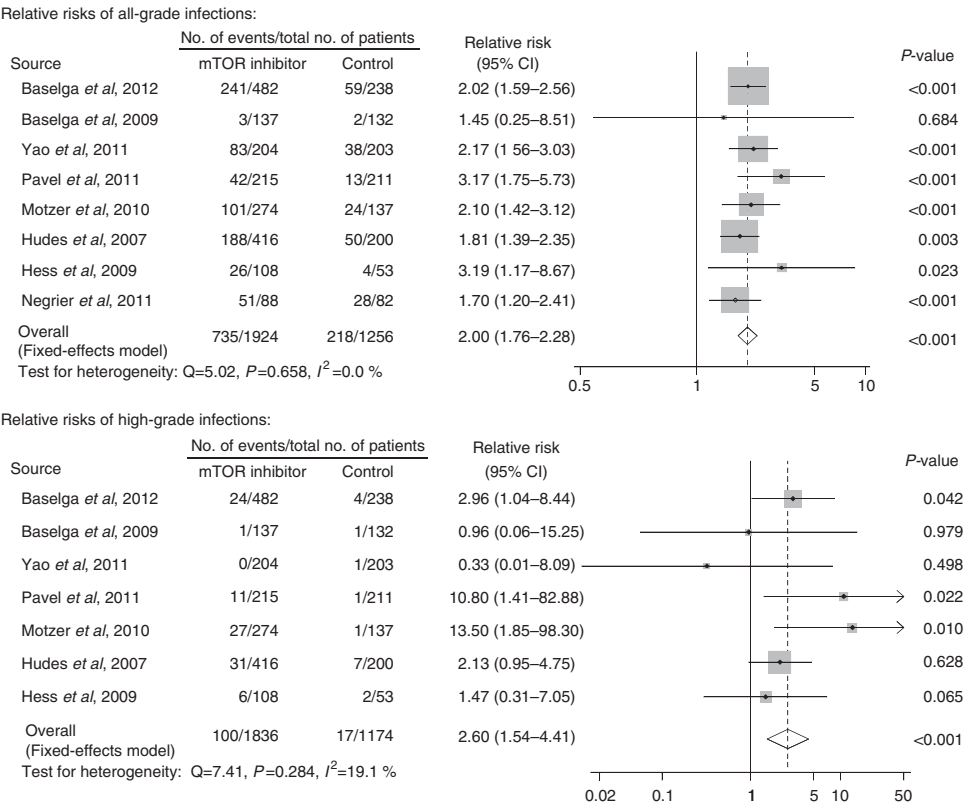 Relative risks of all-grade infections:
No. of events/total no. of patients Relative risk
Source mTOR inhibitor Control (95% CI) P-value
Baselga et al, 2012 241/482 59/238 2.02 (1.59–2.56) <0.001
Baselga et al, 2009 3/137 2/132 1.45 (0.25–8.51) 0.684
Yao et al, 2011 83/204 38/203 2.17 (1 56–3.03) <0.001
Pavel et al, 2011 42/215 13/211 3.17 (1.75–5.73) <0.001
Motzer et al, 2010 101/274 24/137 2.10 (1.42–3.12) <0.001
Hudes et al, 2007 188/416 50/200 1.81 (1.39–2.35) 0.003
Hess et al, 2009 26/108 4/53 3.19 (1.17–8.67) 0.023
Negrier et al, 2011 51/88 28/82 1.70 (1.20–2.41) <0.001
Overall 735/1924 218/1256 2.00 (1.76–2.28) <0.001
(Fixed-effects model)
Test for heterogeneity: Q=5.02, P=0.658, I²=0.0 %
0.5 1 5 10
Relative risks of high-grade infections:
No. of events/total no. of patients Relative risk
Source mTOR inhibitor Control (95% CI) P-value
Baselga et al, 2012 24/482 4/238 2.96 (1.04–8.44) 0.042
Baselga et al, 2009 1/137 1/132 0.96 (0.06–15.25) 0.979
Yao et al, 2011 0/204 1/203 0.33 (0.01–8.09) 0.498
Pavel et al, 2011 11/215 1/211 10.80 (1.41–82.88) 0.022
Motzer et al, 2010 27/274 1/137 13.50 (1.85–98.30) 0.010
Hudes et al, 2007 31/416 7/200 2.13 (0.95–4.75) 0.628
Hess et al, 2009 6/108 2/53 1.47 (0.31–7.05) 0.065
Overall 100/1836 17/1174 2.60 (1.54–4.41) <0.001
(Fixed-effects model)
Test for heterogeneity: Q=7.41, P=0.284, I²=19.1 %
0.02 0.1 1 5 10 50